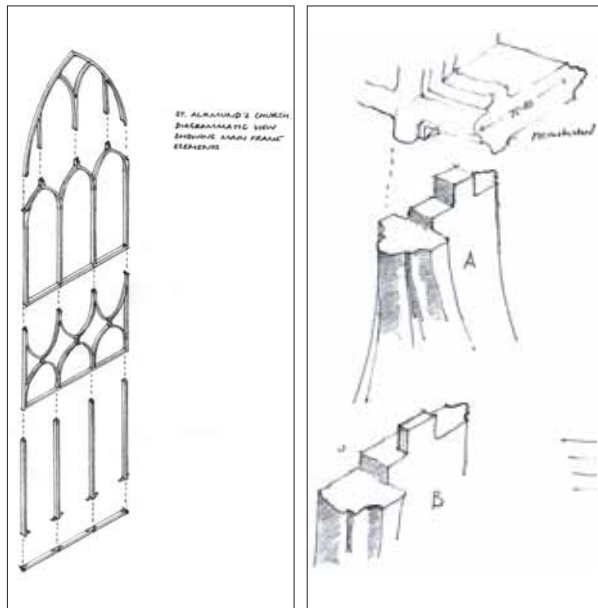 ST. ALKMUND'S CHURCH.
DIAGRAMMATIC VIEW
SHOWING MAIN FRAME
ELEMENTS
A
B